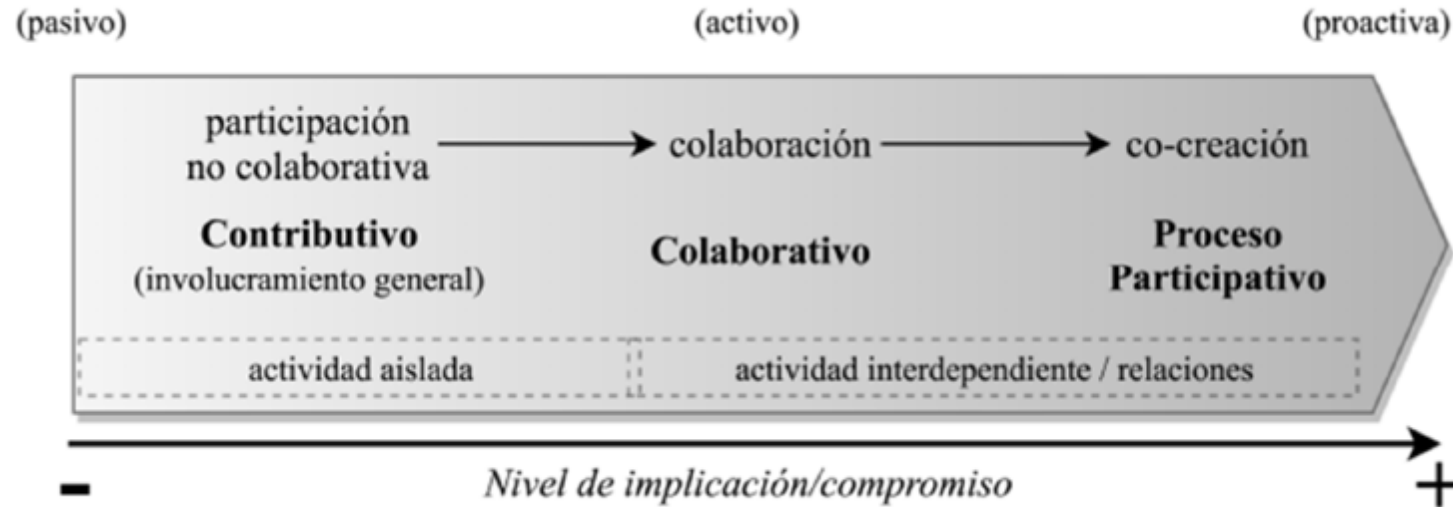 (pasivo) (activo) (proactiva)
participación
no colaborativa
colaboración
co-creación
Contributivo
(involucramiento general)
Colaborativo
Proceso
Participativo
actividad aislada
actividad interdependiente / relaciones
- Nivel de implicación/compromiso +